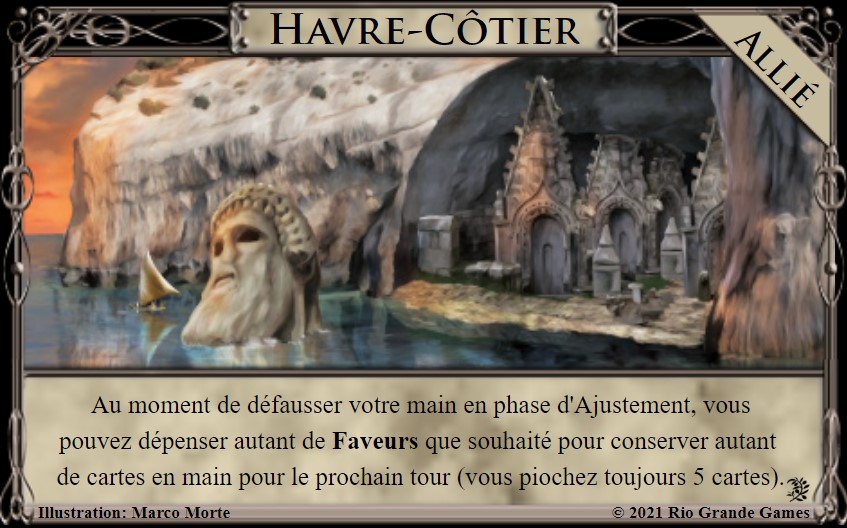 Havre-Côtier
Allié
Au moment de défausser votre main en phase d'Ajustement, vous
pouvez dépenser autant de Faveurs que souhaité pour conserver autant
de cartes en main pour le prochain tour (vous piochez toujours 5 cartes).
Illustration: Marco Morte
© 2021 Rio Grande Games